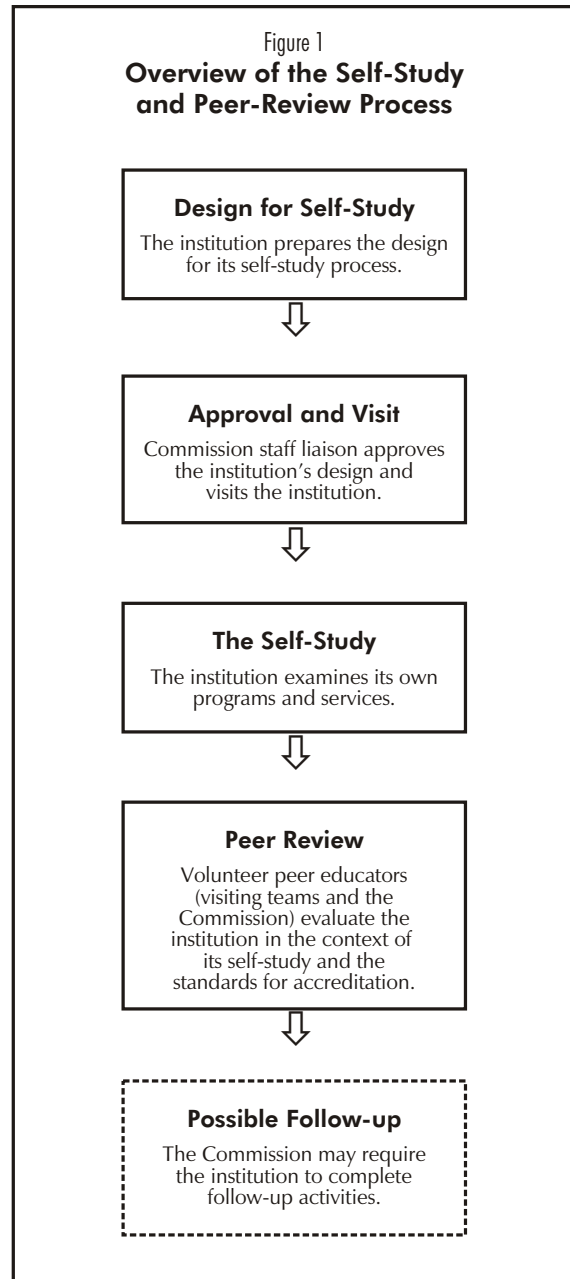 Figure 1
Overview of the Self-Study
and Peer-Review Process
Design for Self-Study
The institution prepares the design
for its self-study process.
Approval and Visit
Commission staff liaison approves
the institution’s design and
visits the institution.
The Self-Study
The institution examines its own
programs and services.
Peer Review
Volunteer peer educators
(visiting teams and the
Commission) evaluate the
institution in the context of
its self-study and the
standards for accreditation.
Possible Follow-up
The Commission may require
the institution to complete
follow-up activities.